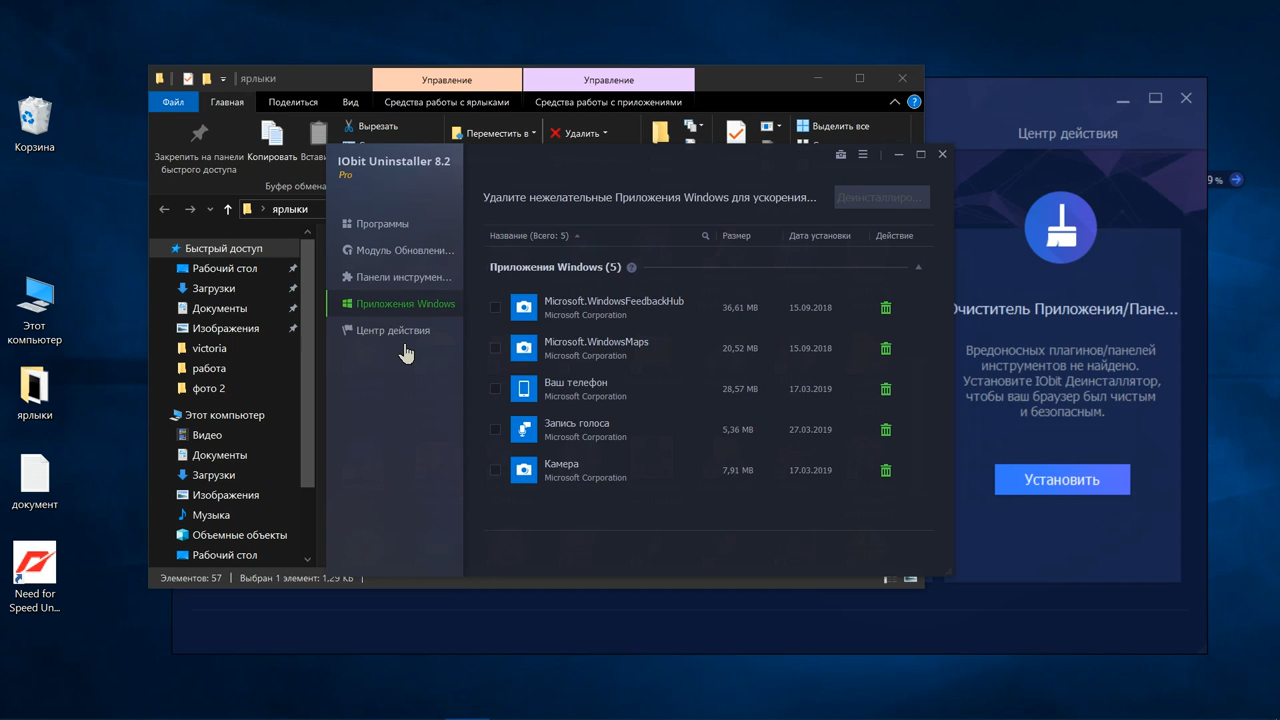 Корзина
Этот
компьютер
ярлыки
документ
Need for
Speed Un...
ярлыки
Управление
Управление
Файл
Главная
Поделиться
Вид
Средства работы с ярлыками
Средства работы с приложениями
Закрепить на панели
быстрого доступа
Копировать
Вырезать
Переместить в
Удалить
Выделить все
Буфер обмена
ярлыки
Быстрый доступ
Рабочий стол
Загрузки
Документы
Изображения
victoria
работа
фото 2
Этот компьютер
Видео
Документы
Загрузки
Изображения
Музыка
Объемные объекты
Рабочий стол
Элементов: 57
Выбран 1 элемент: 1,29 КБ
IObit Uninstaller 8.2
Pro
Программы
Модуль Обновлени...
Панели инструмен...
Приложения Windows
Центр действия
Удалите нежелательные Приложения Windows для ускорения...
Деинсталлиро...
Название (Всего: 5)
Размер
Дата установки
Действие
Приложения Windows (5)
Microsoft.WindowsFeedbackHub
Microsoft Corporation
36,61 MB
15.09.2018
Microsoft.WindowsMaps
Microsoft Corporation
20,52 MB
15.09.2018
Ваш телефон
Microsoft Corporation
28,57 MB
17.03.2019
Запись голоса
Microsoft Corporation
5,36 MB
27.03.2019
Камера
Microsoft Corporation
7,91 MB
17.03.2019
Центр действия
9 %
Очиститель Приложения/Пане...
Вредоносных плагинов/панелей
инструментов не найдено.
Установите IObit Деинсталлятор,
чтобы ваш браузер был чистым
и безопасным.
Установить